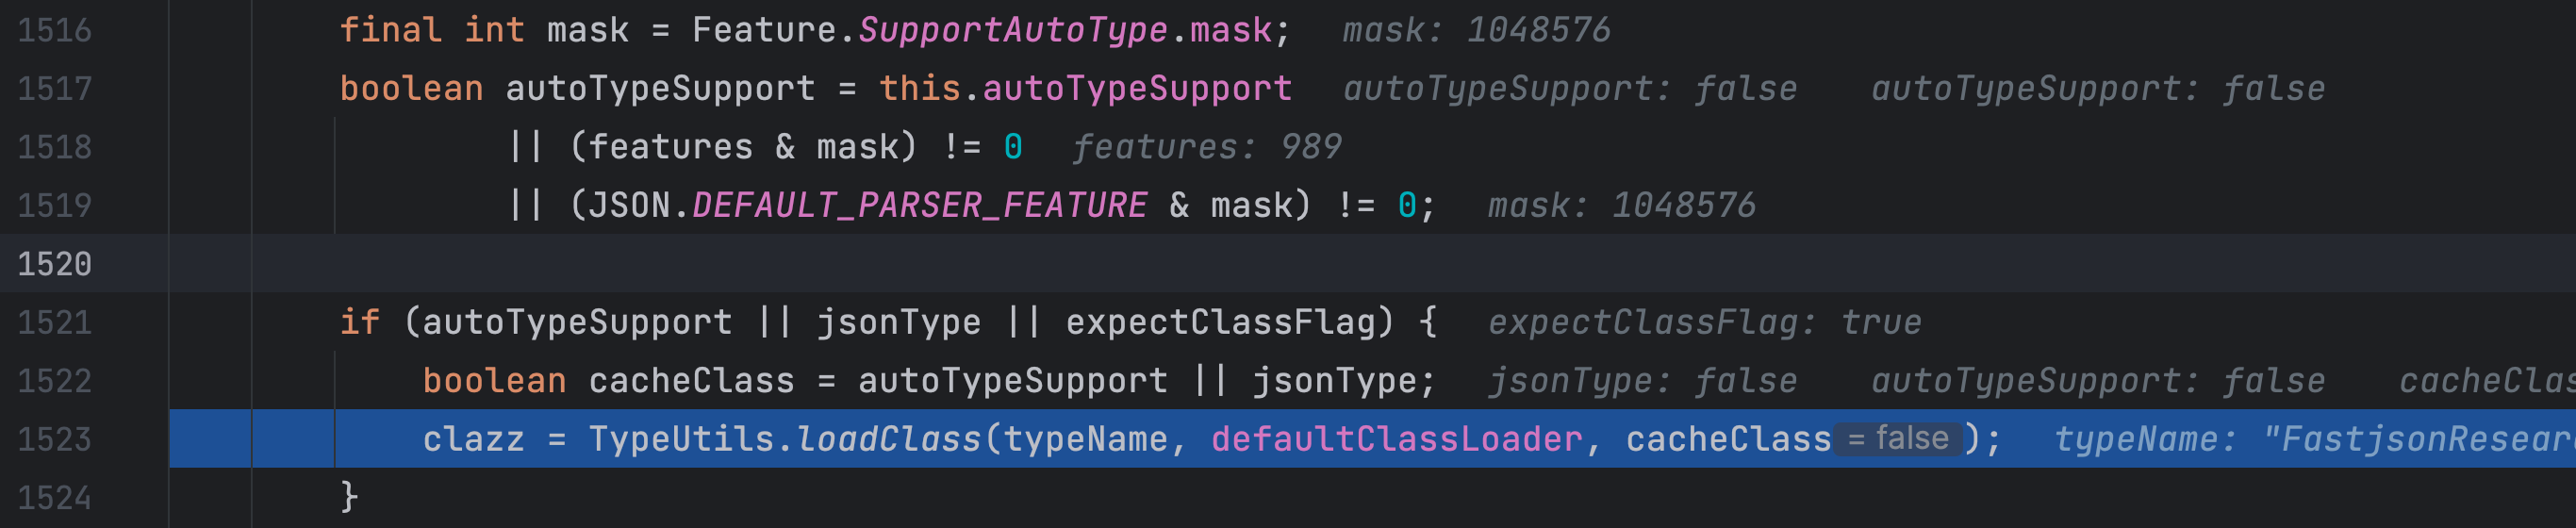 1516 final int mask = Feature.SupportAutoType.mask; mask: 1048576
1517 boolean autoTypeSupport = this.autoTypeSupport autoTypeSupport: false autoTypeSupport: false
1518 || (features & mask) != 0 features: 989
1519 || (JSON.DEFAULT_PARSER_FEATURE & mask) != 0; mask: 1048576
1520
1521 if (autoTypeSupport || jsonType || expectClassFlag) { expectClassFlag: true
1522 boolean cacheClass = autoTypeSupport || jsonType; jsonType: false autoTypeSupport: false cacheClas
1523 clazz = TypeUtils.loadClass(typeName, defaultClassLoader, cacheClass = false ); typeName: "FastjsonResear
1524 }